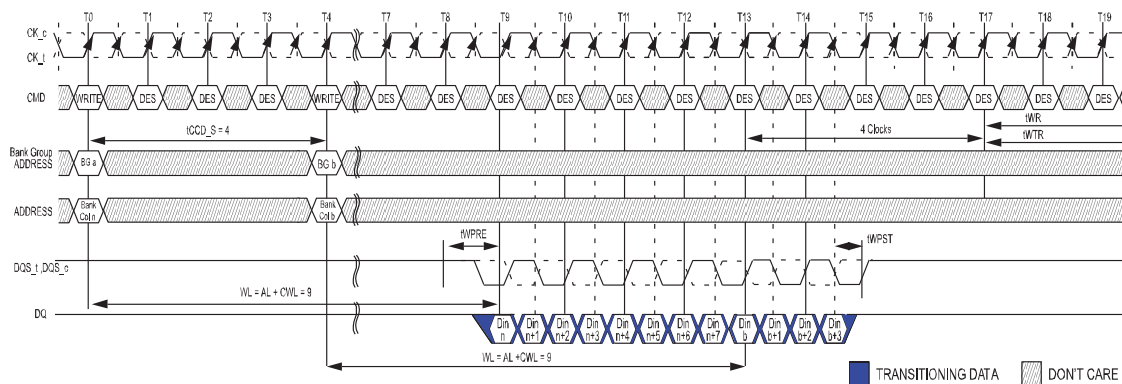 T0 T1 T2 T3 T4 T7 T8 T9 T10 T11 T12 T13 T14 T15 T16 T17 T18 T19
CK_c
CK_t
CMD WRITE DES DES DES WRITE DES DES DES DES DES DES DES DES DES DES DES DES DES
tCCD_S = 4 4 Clocks tWR
tWTR
Bank Group
ADDRESS BG a BG b
ADDRESS Bank Col n Bank Col b
tWPRE tWPST
DQS_t ,DQS_c
WL = AL + CWL = 9
DQ Din n Din n+1 Din n+2 Din n+3 Din n+4 Din n+5 Din n+6 Din n+7 Din b Din b+1 Din b+2 Din b+3
WL = AL +CWL = 9
TRANSITIONING DATA DON'T CARE